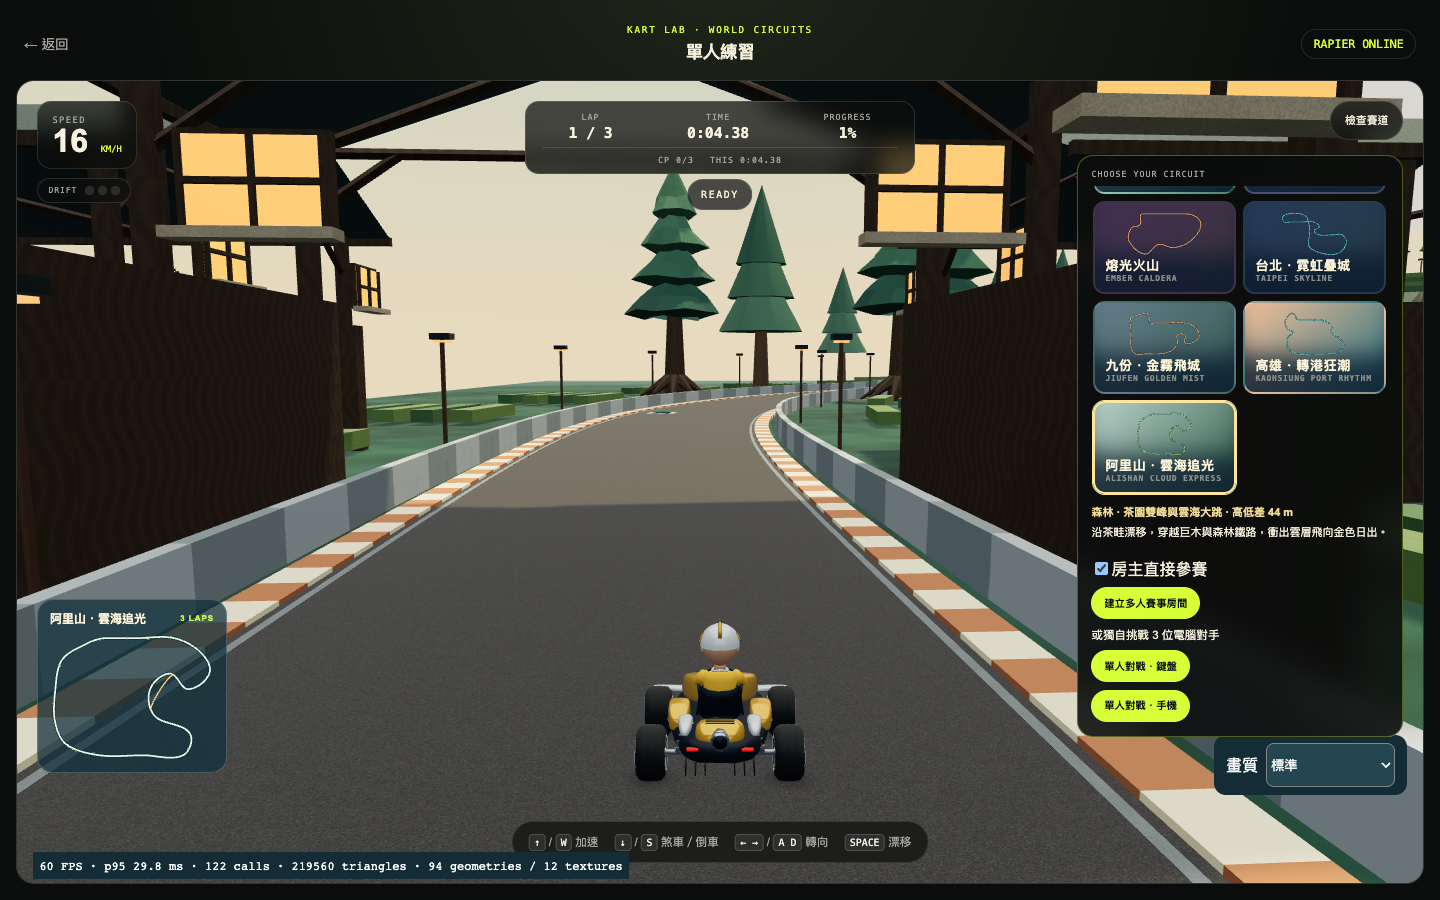 ← 返回
KART LAB · WORLD CIRCUITS
單人練習
RAPIER ONLINE
SPEED
16 KM/H
DRIFT
LAP TIME PROGRESS
1 / 3 0:04.38 1%
CP 0/3 THIS 0:04.38
READY
檢查賽道
CHOOSE YOUR CIRCUIT
熔光火山
EMBER CALDERA
台北 · 霓虹疊城
TAIPEI SKYLINE
九份 · 金霧飛城
JIUFEN GOLDEN MIST
高雄 · 轉港狂潮
KAOHSIUNG PORT RHYTHM
阿里山 · 雲海追光
ALISHAN CLOUD EXPRESS
森林 · 茶園雙峰與雲海大跳 · 高低差 44 m
沿茶畦漂移，穿越巨木與森林鐵路，衝出雲層飛向金色日出。
房主直接參賽
建立多人賽事房間
或獨自挑戰 3 位電腦對手
單人對戰 · 鍵盤
單人對戰 · 手機
畫質 標準
阿里山 · 雲海追光 3 LAPS
↑ / W 加速 ↓ / S 煞車 / 倒車 ← → / A D 轉向 SPACE 漂移
60 FPS · p95 29.8 ms · 122 calls · 219560 triangles · 94 geometries / 12 textures